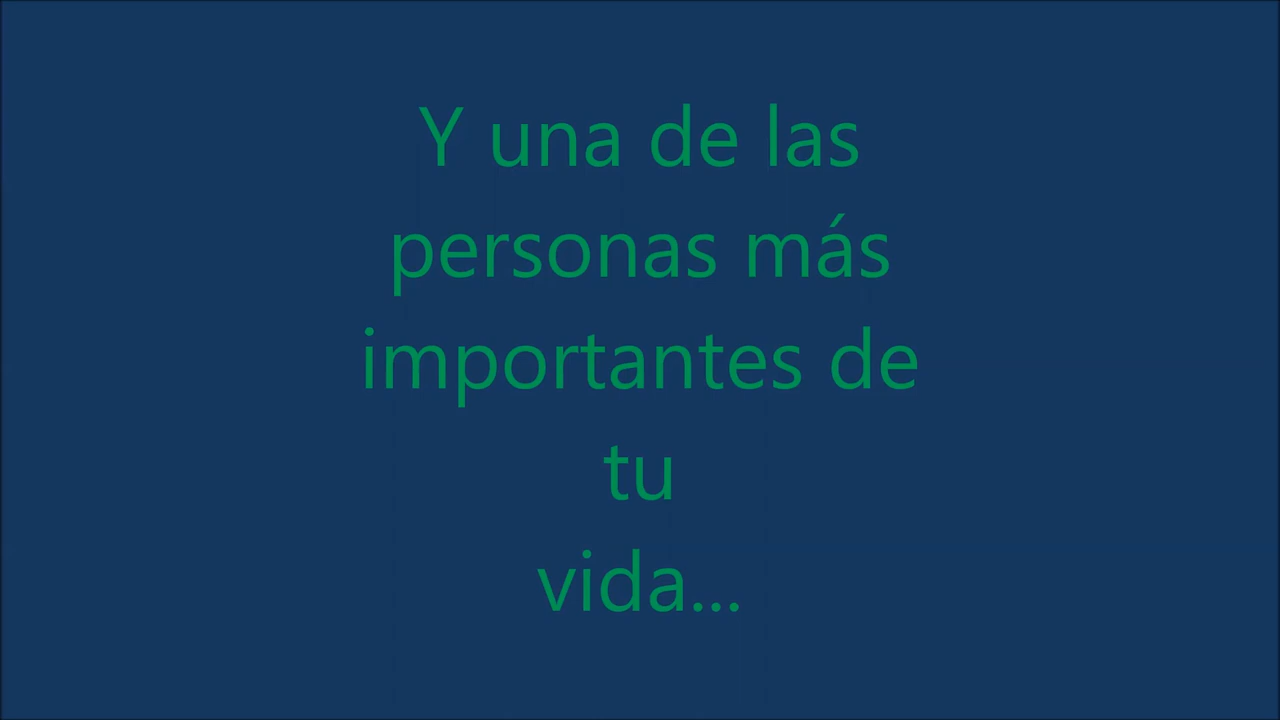 Y una de las
personas más
importantes de
tu
vida...